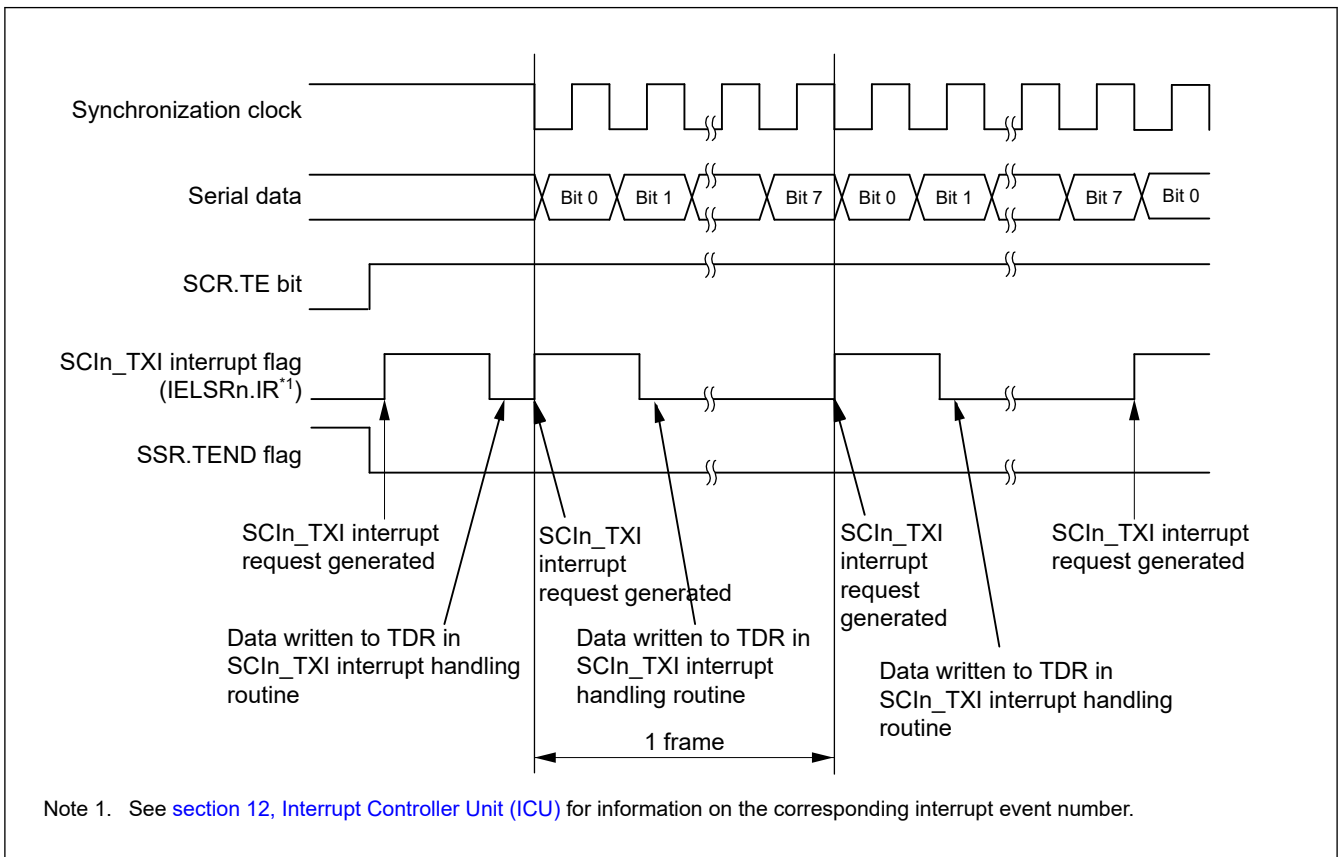 Synchronization clock
Serial data
Bit 0 Bit 1 Bit 7 Bit 0 Bit 1 Bit 7 Bit 0
SCR.TE bit
SCIn_TXI interrupt flag
(IELSRn.IR*1)
SSR.TEND flag
SCIn_TXI interrupt
request generated
SCIn_TXI
interrupt
request generated
SCIn_TXI
interrupt
request
generated
SCIn_TXI interrupt
request generated
Data written to TDR in
SCIn_TXI interrupt handling
routine
Data written to TDR in
SCIn_TXI interrupt
handling routine
Data written to TDR in
SCIn_TXI interrupt handling
routine
1 frame
Note 1. See section 12, Interrupt Controller Unit (ICU) for information on the corresponding interrupt event number.